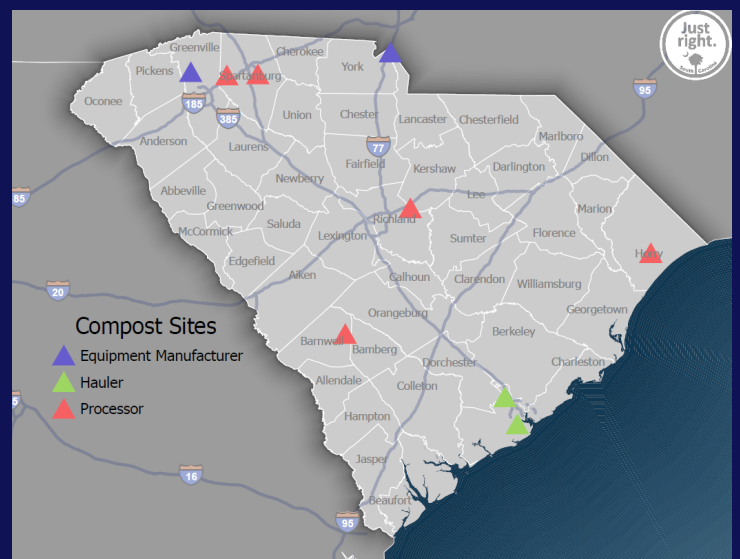 Just
right.
South Carolina
Greenville
Cherokee
Pickens
Spartanburg
York
Oconee
95
185
385
Union
Chester
Lancaster
Chesterfield
Marlboro
Anderson
Laurens
77
Fairfield
Kershaw
Darlington
Dillon
Newberry
Abbeville
85
Greenwood
Lee
Marion
Saluda
Richland
McCormick
Lexington
Sumter
Florence
Horry
Edgefield
Aiken
Calhoun
Clarendon
Williamsburg
20
Orangeburg
Georgetown
Compost Sites
Berkeley
Barnwell
Bamberg
Equipment Manufacturer
Dorchester
Charleston
Hauler
Allendale
Colleton
Processor
Hampton
Jasper
16
Beaufort
95